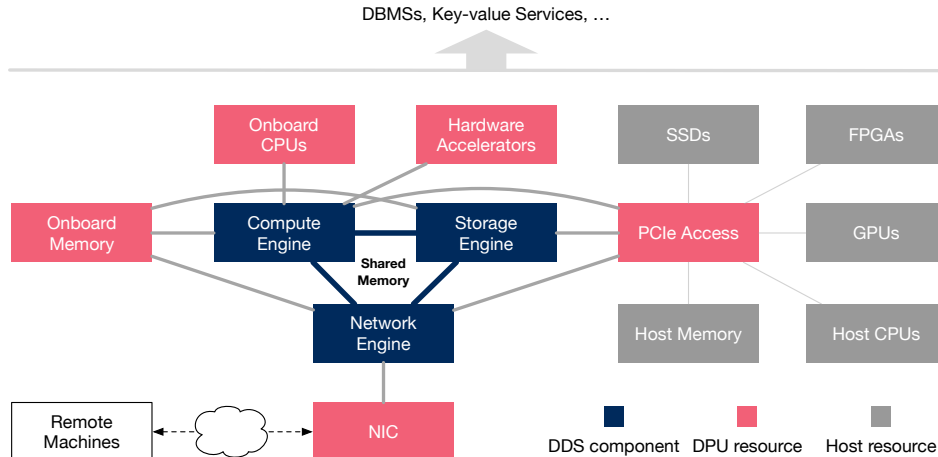 DBMSs, Key-value Services, …
Onboard
CPUs
Hardware
Accelerators
SSDs
FPGAs
Onboard
Memory
Compute
Engine
Storage
Engine
PCIe Access
GPUs
Shared
Memory
Network
Engine
Host Memory
Host CPUs
Remote
Machines
NIC
DDS component
DPU resource
Host resource